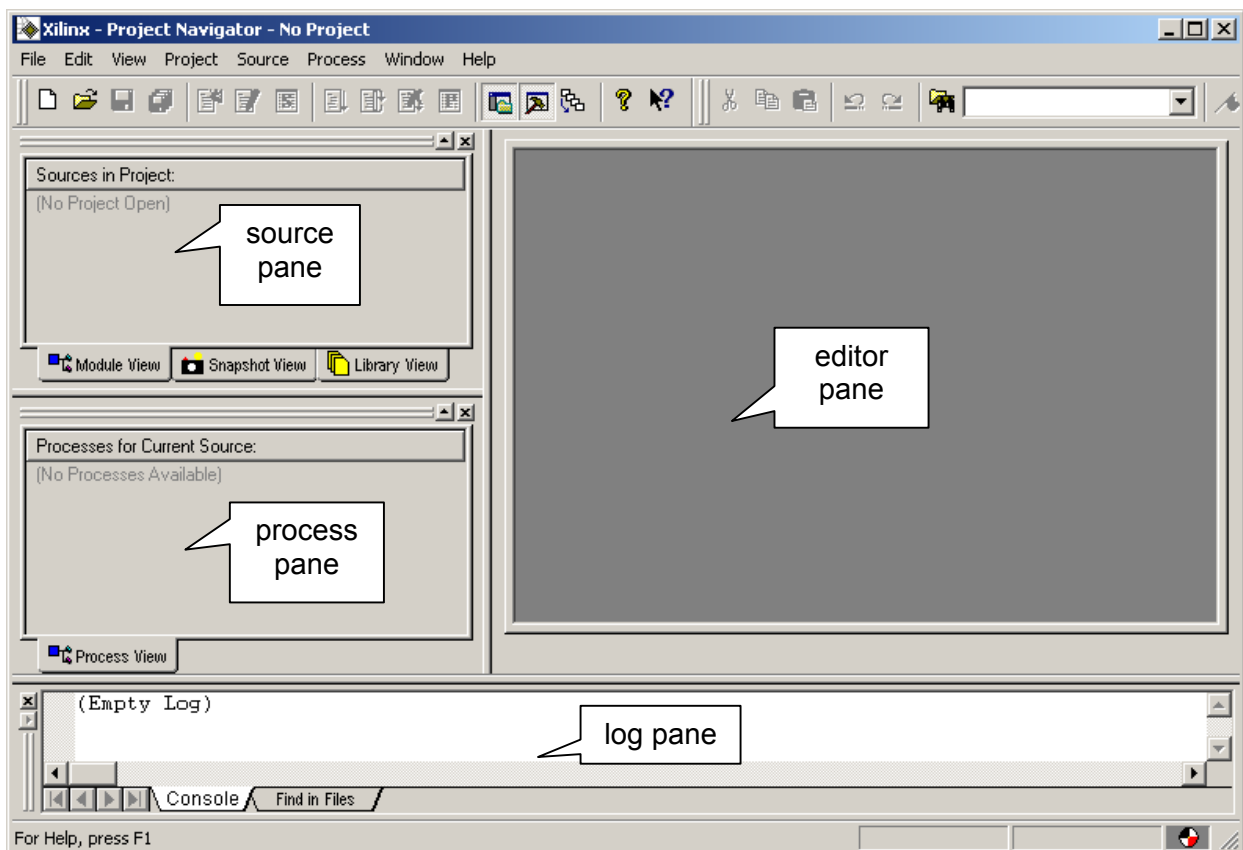 Xilinx - Project Navigator - No Project
File Edit View Project Source Process Window Help
Sources in Project:
(No Project Open)
source
pane
Module View Snapshot View Library View
editor
pane
Processes for Current Source:
(No Processes Available)
process
pane
Process View
(Empty Log)
log pane
Console Find in Files
For Help, press F1